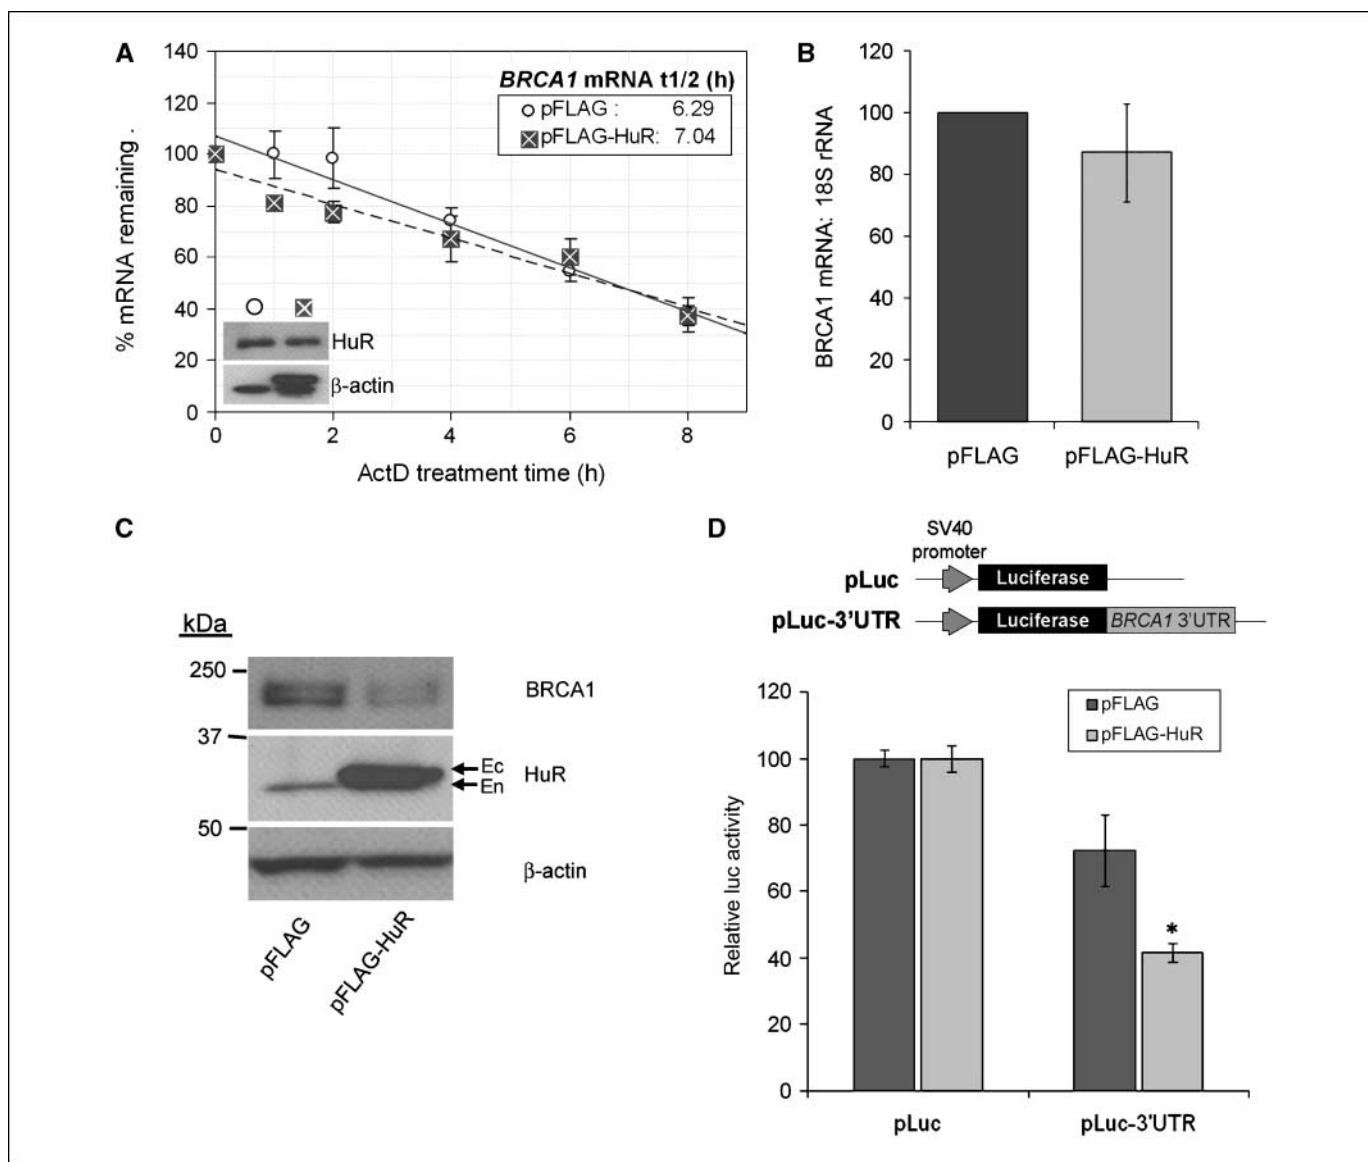 A
140
120
100
80
60
40
20
0
% mRNA remaining .
BRCA1 mRNA t1/2 (h)
pFLAG : 6.29
pFLAG-HuR: 7.04
HuR
β-actin
0 2 4 6 8
ActD treatment time (h)
B
120
100
80
60
40
20
0
BRCA1 mRNA: 18S rRNA
pFLAG pFLAG-HuR
C
kDa
250
BRCA1
37
Ec
HuR
En
50
β-actin
pFLAG
pFLAG-HuR
D
SV40
promoter
pLuc Luciferase
pLuc-3'UTR Luciferase BRCA1 3'UTR
120
100
80
60
40
20
0
Relative luc activity
pFLAG
pFLAG-HuR
*
pLuc pLuc-3'UTR